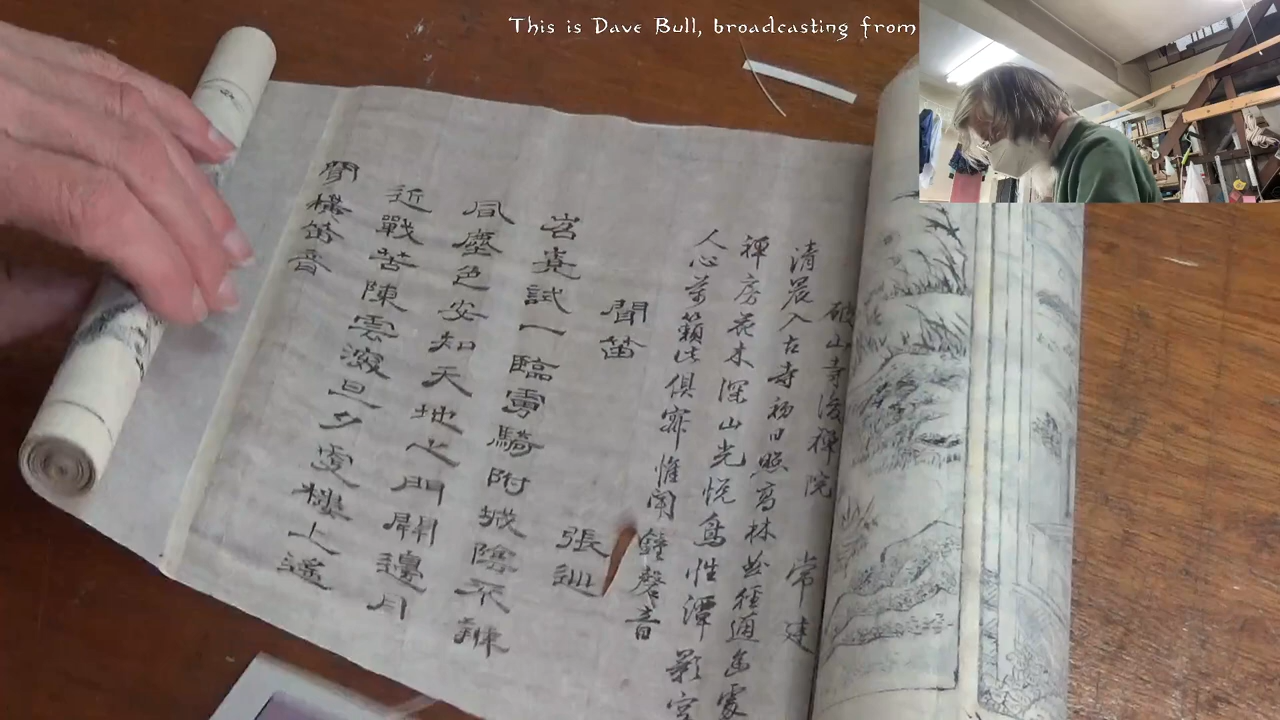 This is Dave Bull, broadcasting from
破山寺後禪院 常建
清晨入古寺初日照高林並徑通幽處
禪房花木深山光悅鳥性潭影空
人心萬籟此俱寂惟聞鐘磬音
聞笛 張巡
岧嶤試一臨虜騎附城陰不辨
風塵色安知天地心門開邊月
近戰苦陳雲深旦夕更樓上遙
聞橫笛音